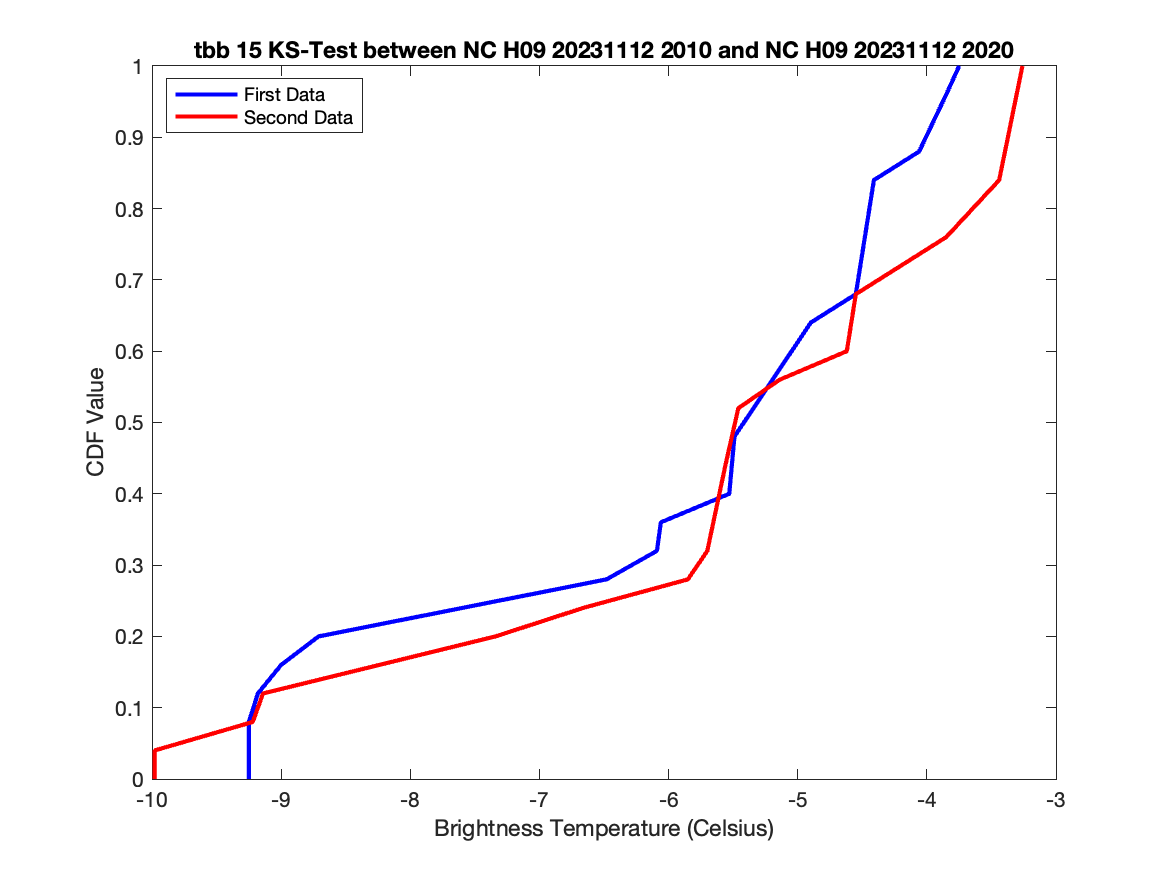 tbb 15 KS-Test between NC H09 20231112 2010 and NC H09 20231112 2020
First Data
Second Data
1
0.9
0.8
0.7
0.6
0.5
0.4
0.3
0.2
0.1
0
CDF Value
-10 -9 -8 -7 -6 -5 -4 -3
Brightness Temperature (Celsius)